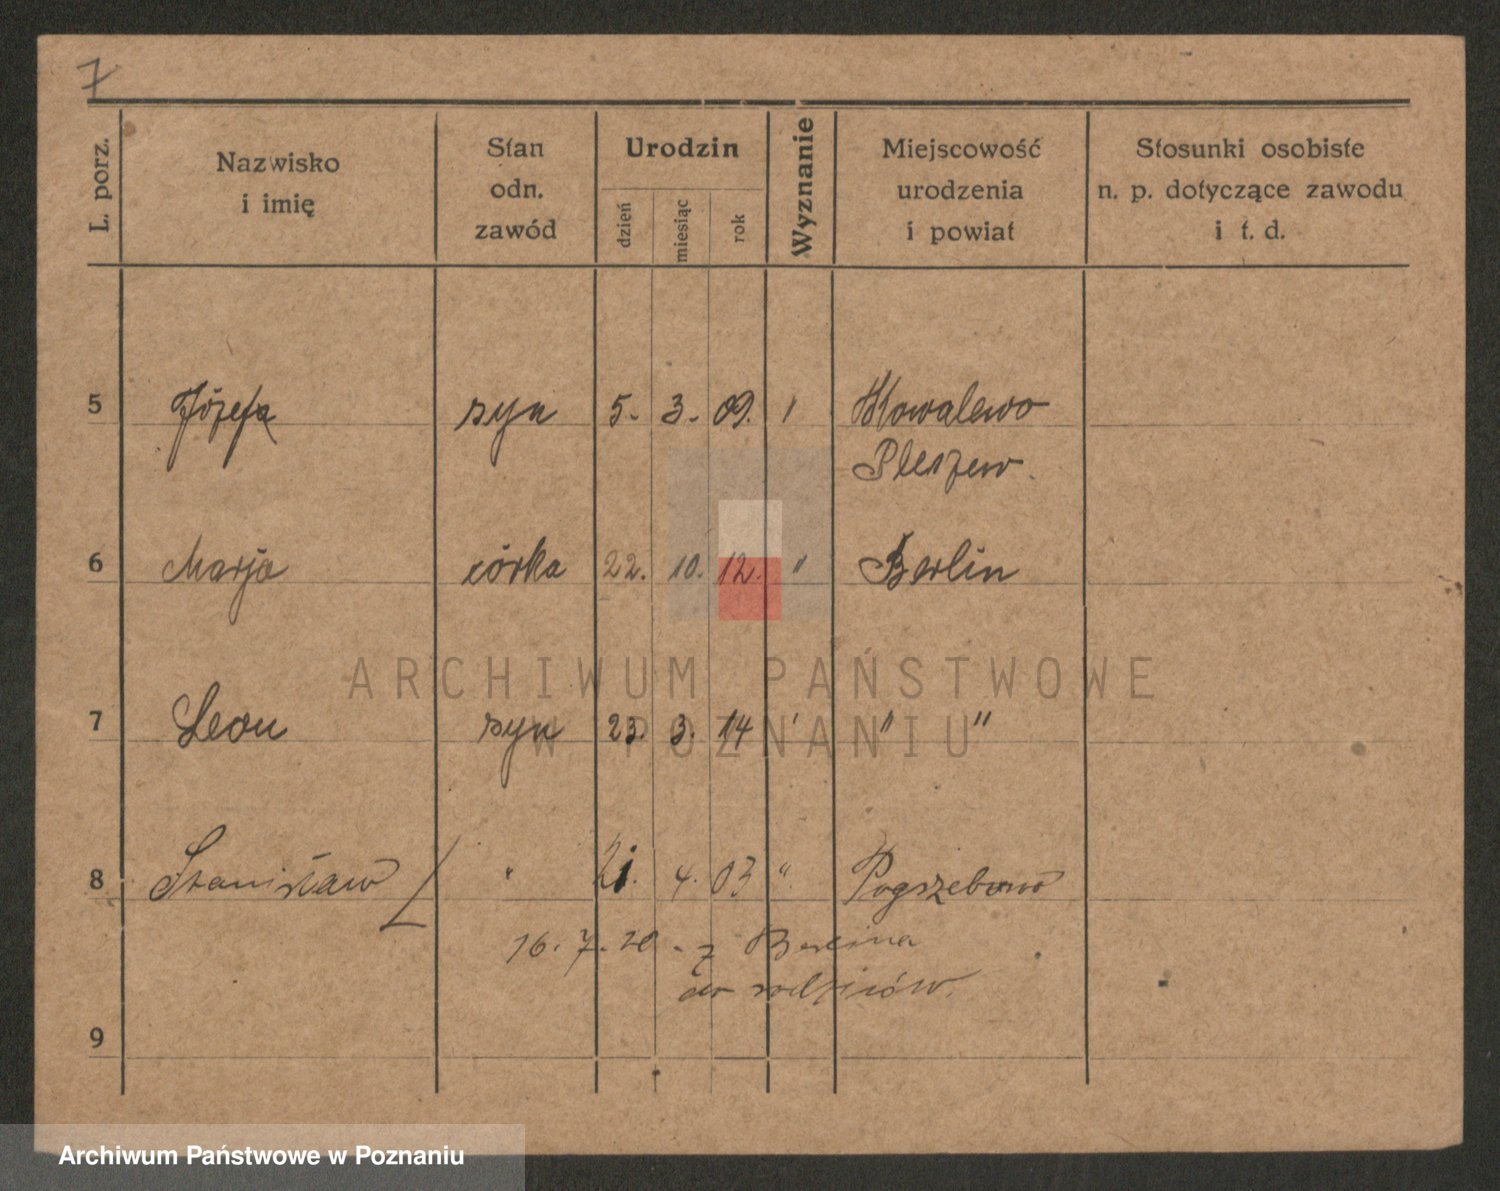 7
L. porz. Nazwisko i imię Stan odn. zawód Urodzin dzień miesiąc rok Wyznanie Miejscowość urodzenia i powiat Stosunki osobiste n. p. dotyczące zawodu i t. d.
5 Józefa syn 5. 3. 09. " Kowalewo
Pleszew.
6 Marja córka 22. 10. 12. " Berlin
ARCHIWUM PAŃSTWOWE
W POZNANIU
7 Leon syn 23. 3. 14 ' " "
8 Stanisław " 21. 4. 03 "
16. 7. 20 - z Berlina
do rodziców.
9
Archiwum Państwowe w Poznaniu